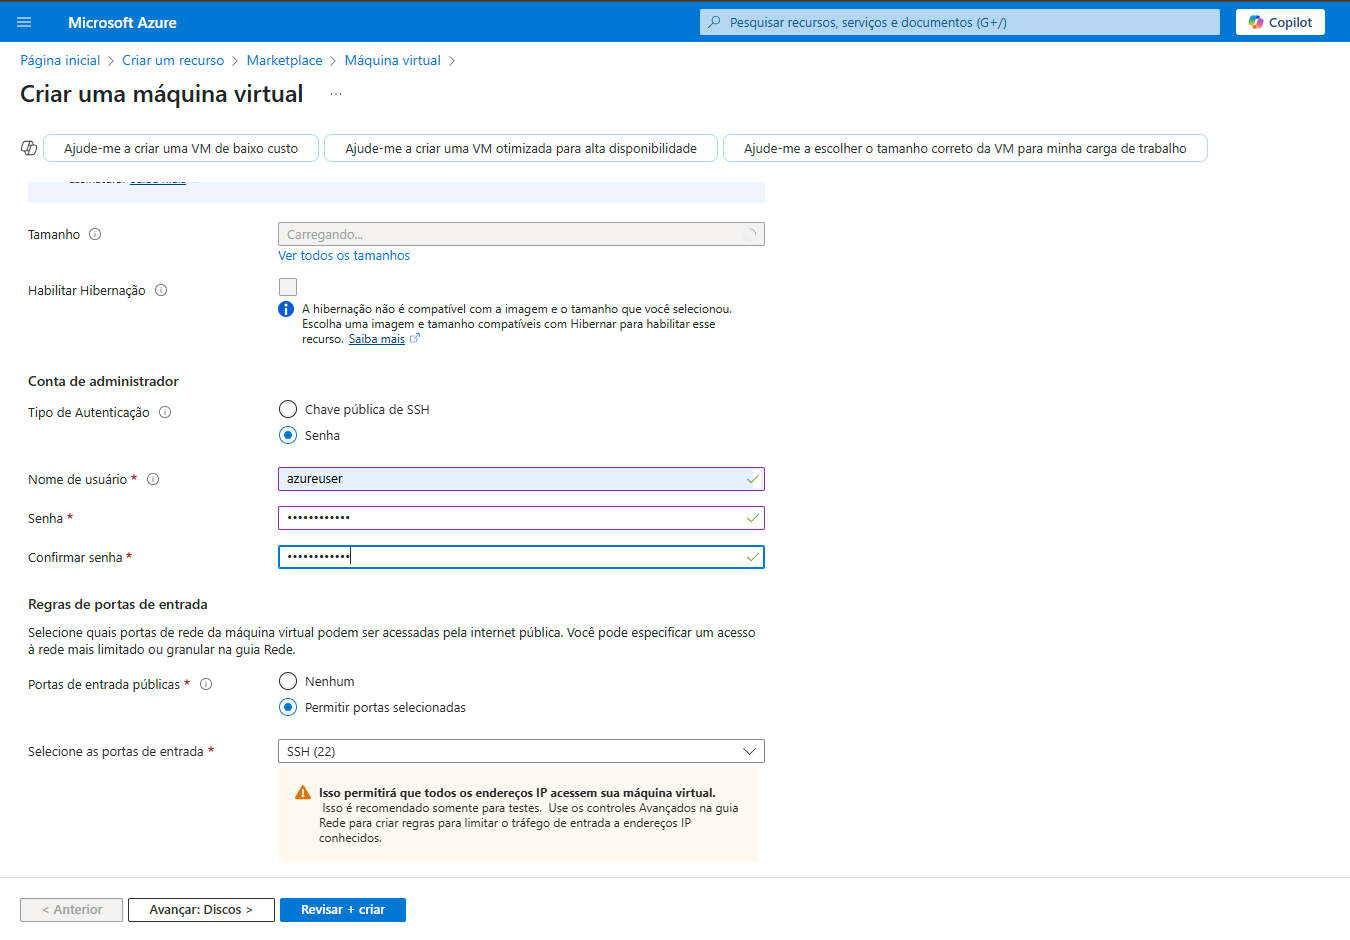 Microsoft Azure
Pesquisar recursos, serviços e documentos (G+/)
Copilot
Página inicial > Criar um recurso > Marketplace > Máquina virtual >
Criar uma máquina virtual ...
Ajude-me a criar uma VM de baixo custo
Ajude-me a criar uma VM otimizada para alta disponibilidade
Ajude-me a escolher o tamanho correto da VM para minha carga de trabalho
assinatura. Saiba mais
Tamanho
Carregando...
Ver todos os tamanhos
Habilitar Hibernação
A hibernação não é compatível com a imagem e o tamanho que você selecionou.
Escolha uma imagem e tamanho compatíveis com Hibernar para habilitar esse
recurso. Saiba mais
Conta de administrador
Tipo de Autenticação
Chave pública de SSH
Senha
Nome de usuário *
azureuser
Senha *
••••••••••••
Confirmar senha *
••••••••••••
Regras de portas de entrada
Selecione quais portas de rede da máquina virtual podem ser acessadas pela internet pública. Você pode especificar um acesso
à rede mais limitado ou granular na guia Rede.
Portas de entrada públicas *
Nenhum
Permitir portas selecionadas
Selecione as portas de entrada *
SSH (22)
Isso permitirá que todos os endereços IP acessem sua máquina virtual.
Isso é recomendado somente para testes. Use os controles Avançados na guia
Rede para criar regras para limitar o tráfego de entrada a endereços IP
conhecidos.
< Anterior
Avançar: Discos >
Revisar + criar